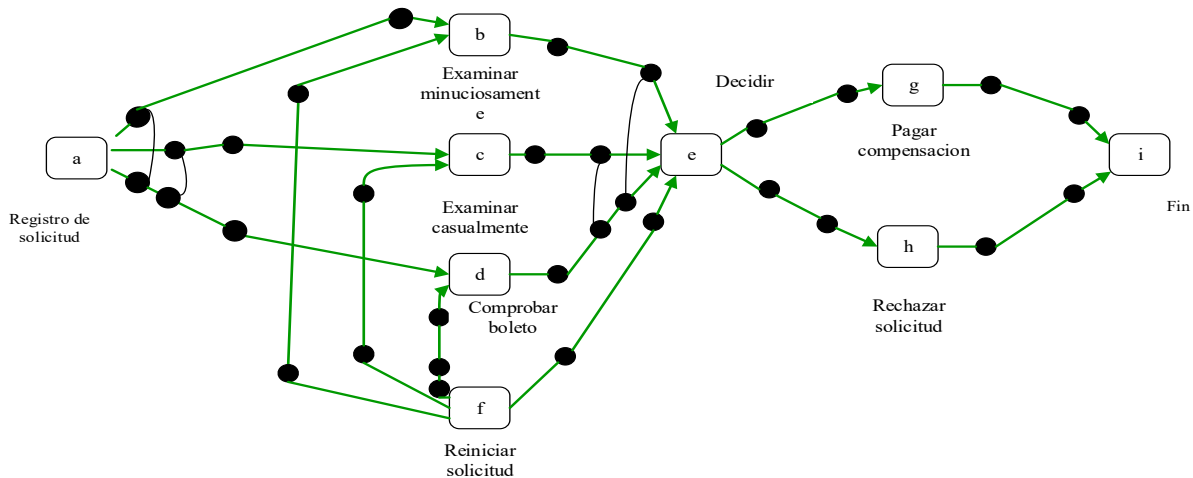 b
Examinar
minuciosament
e
Decidir
g
Pagar
compensacion
a
Registro de
solicitud
c
Examinar
casualmente
e
i
Fin
d
Comprobar
boleto
h
Rechazar
solicitud
f
Reiniciar
solicitud